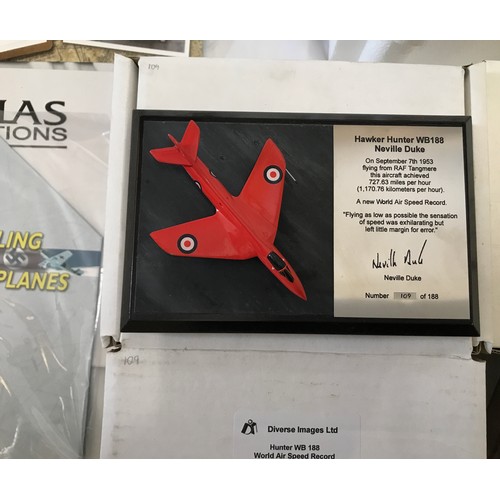 109
MAS
TIONS
LING
PLANES
Hawker Hunter WB188
Neville Duke
On September 7th 1953
flying from RAF Tangmere
this aircraft achieved
727.63 miles per hour
(1,170.76 kilometers per hour).
A new World Air Speed Record.
"Flying as low as possible the sensation
of speed was exhilarating but
left little margin for error."
Neville Duke
Neville Duke
Number 109 of 188
109
Diverse Images Ltd
Hunter WB 188
World Air Speed Record